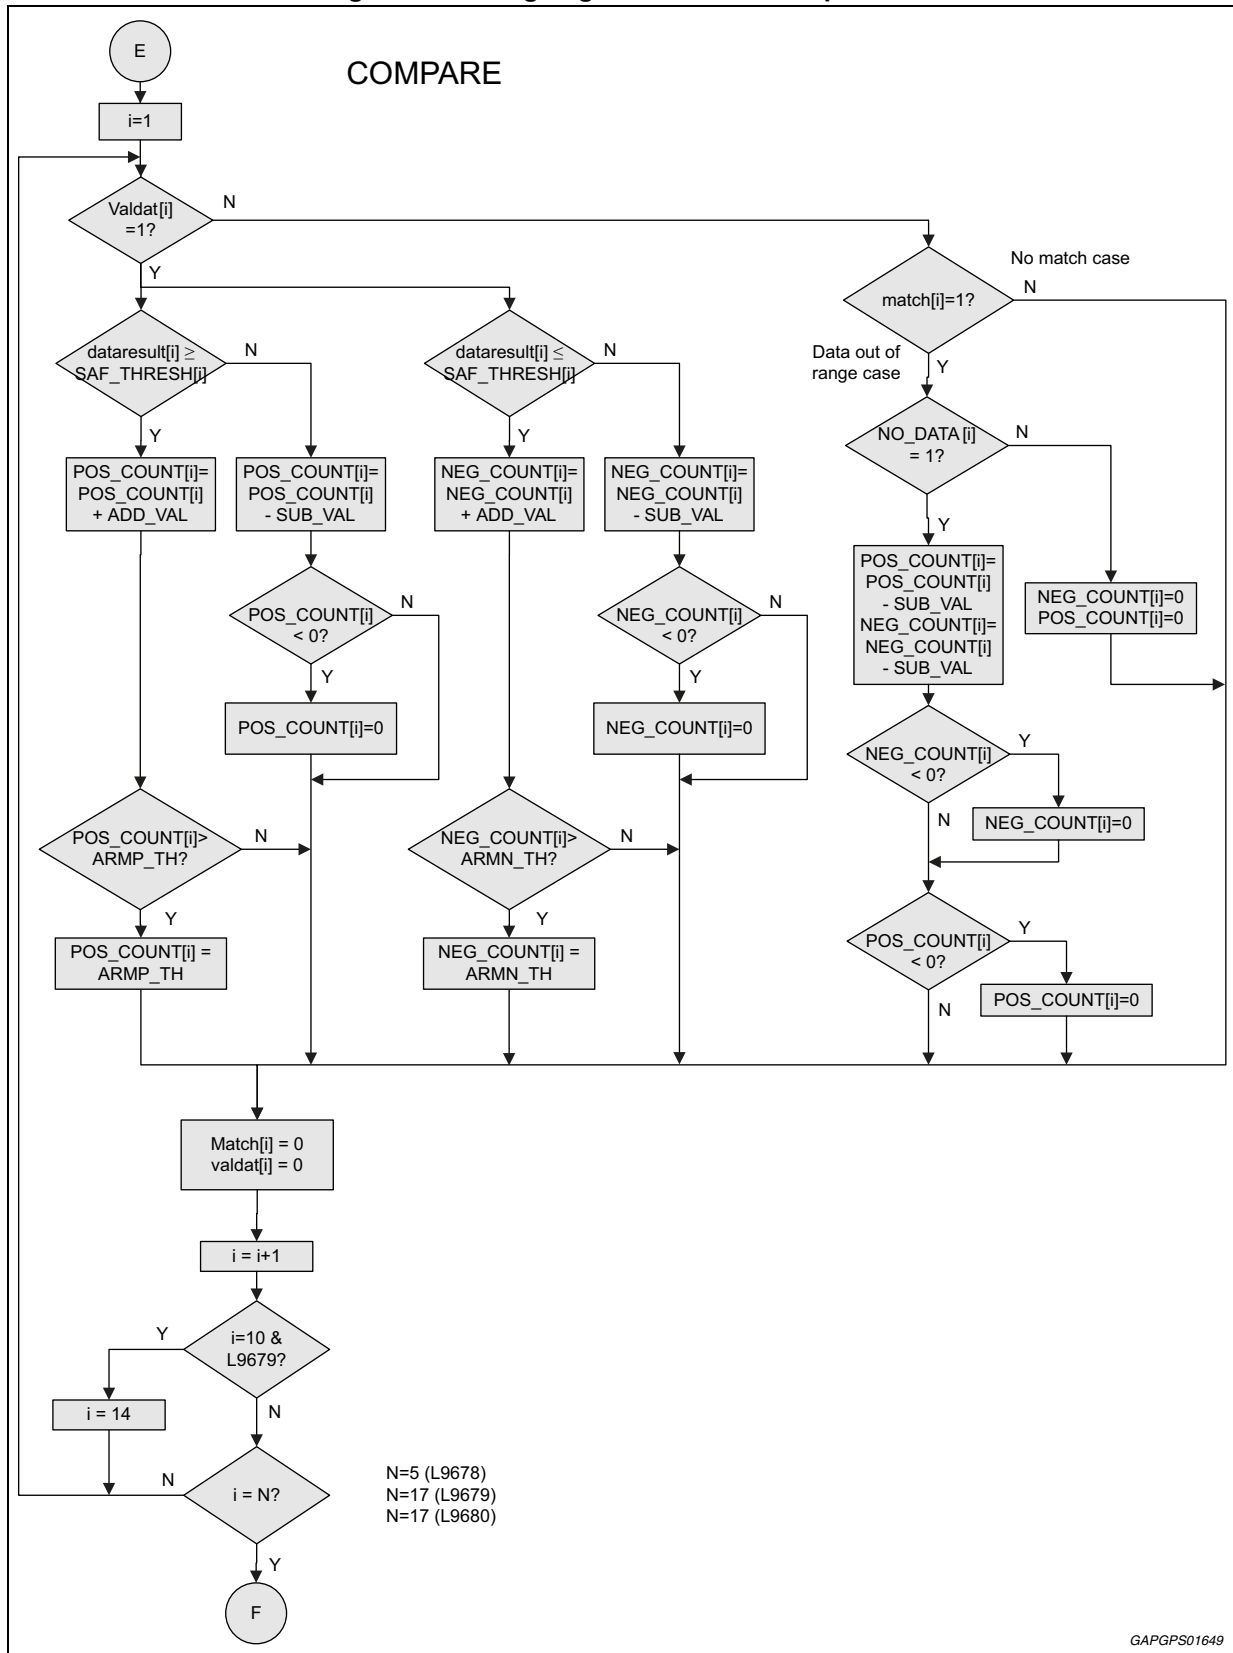 E
COMPARE
i=1
Valdat[i]
=1?
N
Y
No match case
match[i]=1?
N
dataresult[i] ≥
SAF_THRESH[i]
N
dataresult[i] ≤
SAF_THRESH[i]
N
Data out of
range case
Y
Y
Y
NO_DATA[i]
= 1?
N
POS_COUNT[i]=
POS_COUNT[i]
+ ADD_VAL
POS_COUNT[i]=
POS_COUNT[i]
- SUB_VAL
NEG_COUNT[i]=
NEG_COUNT[i]
+ ADD_VAL
NEG_COUNT[i]=
NEG_COUNT[i]
- SUB_VAL
Y
POS_COUNT[i]=
POS_COUNT[i]
- SUB_VAL
NEG_COUNT[i]=
NEG_COUNT[i]
- SUB_VAL
NEG_COUNT[i]=0
POS_COUNT[i]=0
POS_COUNT[i]
< 0?
N
Y
NEG_COUNT[i]
< 0?
N
Y
POS_COUNT[i]=0
NEG_COUNT[i]=0
NEG_COUNT[i]
< 0?
Y
N
NEG_COUNT[i]=0
POS_COUNT[i]>
ARMP_TH?
N
Y
NEG_COUNT[i]>
ARMN_TH?
N
Y
POS_COUNT[i] =
ARMP_TH
NEG_COUNT[i] =
ARMN_TH
POS_COUNT[i]
< 0?
Y
N
POS_COUNT[i]=0
Match[i] = 0
valdat[i] = 0
i = i+1
i=10 &
L9679?
Y
N
i = 14
i = N?
N
Y
N=5 (L9678)
N=17 (L9679)
N=17 (L9680)
F
GAPGPS01649